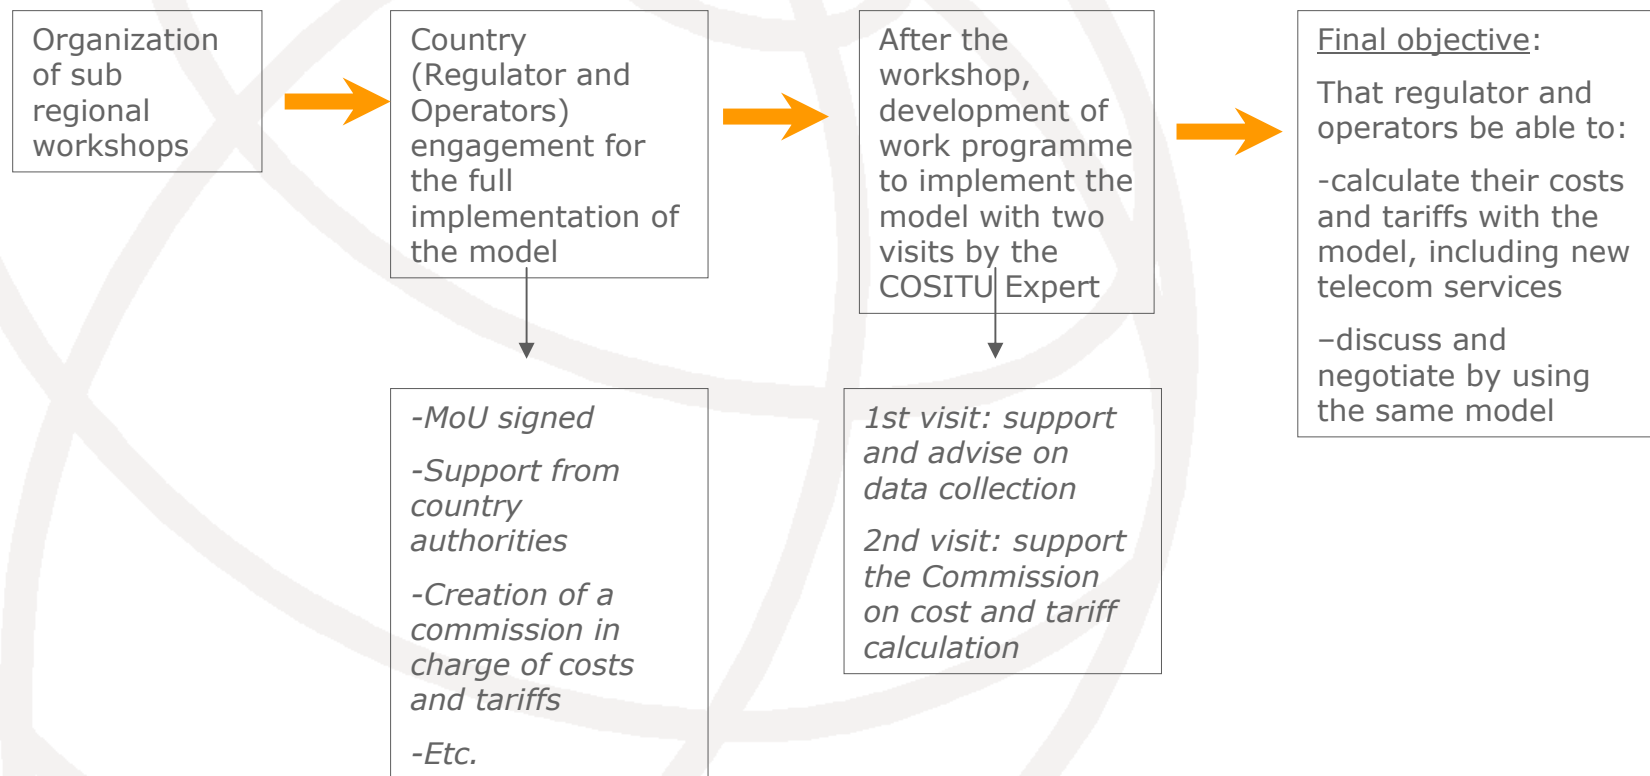 Organization
of sub
regional
workshops
Country
(Regulator and
Operators)
engagement for
the full
implementation of
the model
After the
workshop,
development of
work programme
to implement the
model with two
visits by the
COSITU Expert
Final objective:
That regulator and
operators be able to:
-calculate their costs
and tariffs with the
model, including new
telecom services
–discuss and
negotiate by using
the same model
-MoU signed
-Support from
country
authorities
-Creation of a
commission in
charge of costs
and tariffs
-Etc.
1st visit: support
and advise on
data collection
2nd visit: support
the Commission
on cost and tariff
calculation